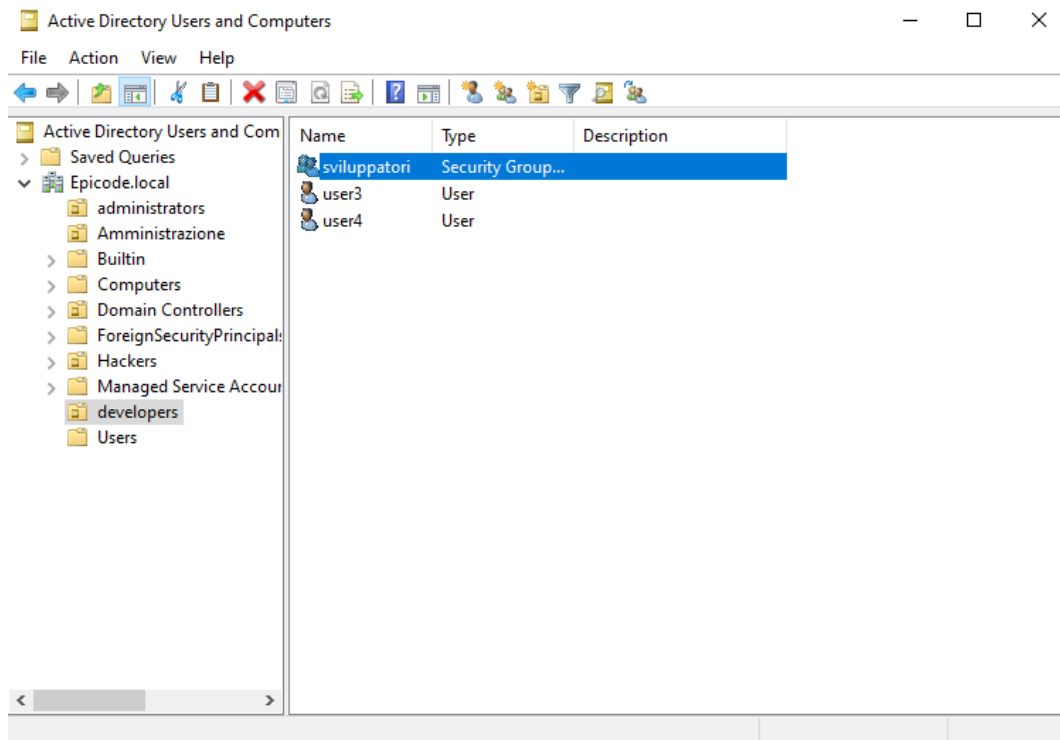 Active Directory Users and Computers
File Action View Help
Active Directory Users and Com
Saved Queries
Epicode.local
administrators
Amministrazione
Builtin
Computers
Domain Controllers
ForeignSecurityPrincipals
Hackers
Managed Service Accour
developers
Users
Name Type Description
sviluppatori Security Group...
user3 User
user4 User